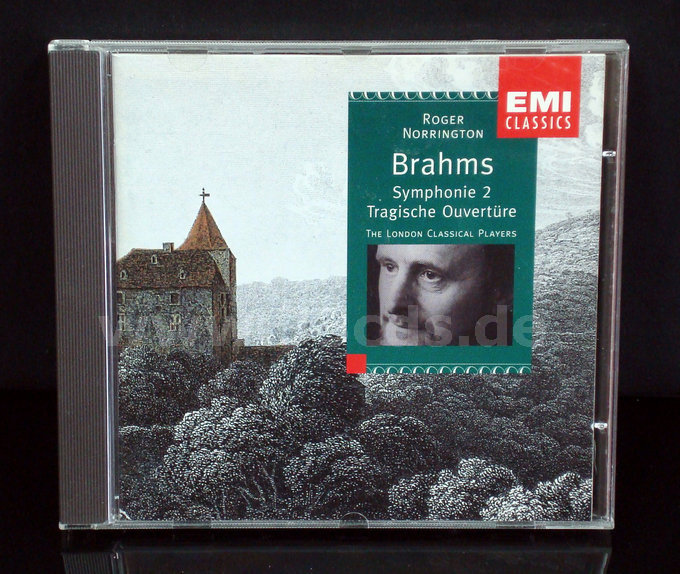 EMI
CLASSICS
ROGER
NORRINGTON
Brahms
Symphonie 2
Tragische Ouvertüre
THE LONDON CLASSICAL PLAYERS